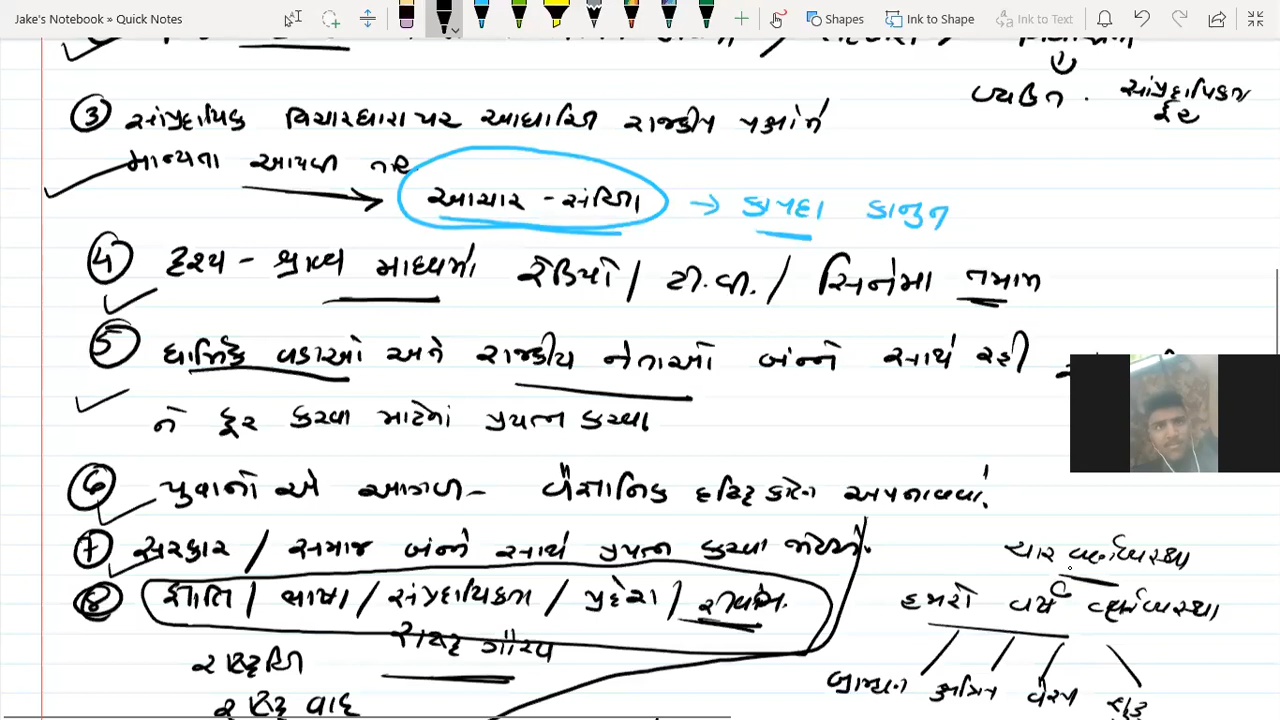 Jake's Notebook » Quick Notes
Shapes Ink to Shape Ink to Text
વ્યક્તિ. સાંપ્રદાયિકતા
દૂર
③ સાંપ્રદાયિક વિચારધારા પર આધારિત રાજકીય પક્ષોને
માન્યતા આપવી નહિ
આચાર - સંહિતા → કાયદા કાનુન
④ દ્રશ્ય - શ્રાવ્ય માધ્યમો રેડિયો / ટી.વી. / સિનેમા તમામ
⑤ ધાર્મિક વડાઓ અને રાજકીય નેતાઓ બંન્ને સાથે રહી
ને દૂર કરવા માટેનાં પ્રયત્ન કરવા
⑥ યુવાનો એ આગળ - વૈજ્ઞાનિક દ્રષ્ટિકોણ અપનાવવો.
⑦ સરકાર / સમાજ બંન્ને સાથે પ્રયત્ન કરવા જોઈએ.
⑧ જ્ઞાતિ / ભાષા / સાંપ્રદાયિકતા / પ્રદેશ /
રાષ્ટ્ર ગૌરવ
રાષ્ટ્રહિત
રાષ્ટ્ર વાદ
ચાર વર્ણવ્યવસ્થા
હજારો વર્ષ વર્ણવ્યવસ્થા
બ્રાહ્મણ ક્ષત્રિય વૈશ્ય શુદ્ર